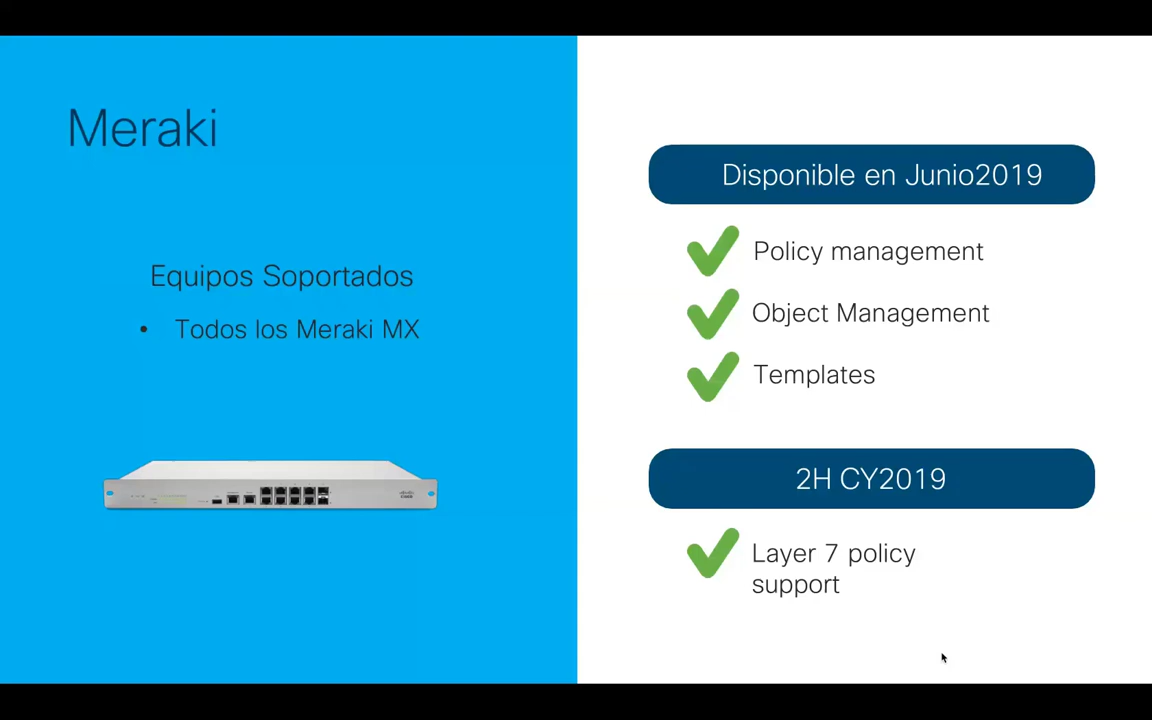 Meraki
Equipos Soportados
• Todos los Meraki MX
Disponible en Junio2019
Policy management
Object Management
Templates
2H CY2019
Layer 7 policy
support